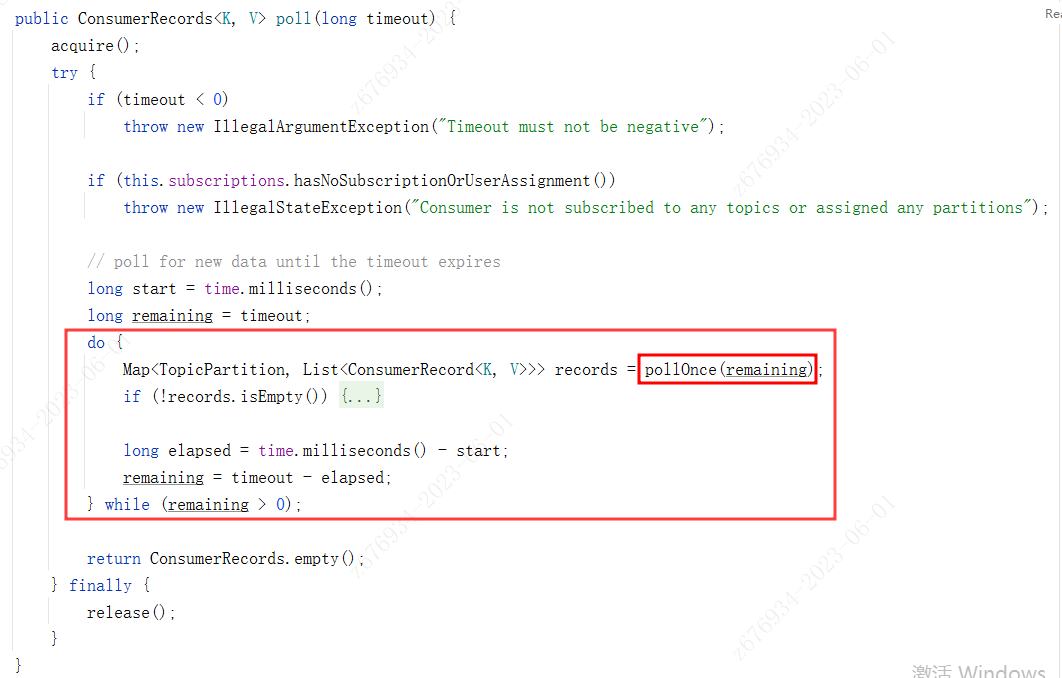 public ConsumerRecords<K, V> poll(long timeout) {
Rea
acquire();
try {
if (timeout < 0)
throw new IllegalArgumentException("Timeout must not be negative");
if (this.subscriptions.hasNoSubscriptionOrUserAssignment())
throw new IllegalStateException("Consumer is not subscribed to any topics or assigned any partitions");
// poll for new data until the timeout expires
long start = time.milliseconds();
long remaining = timeout;
do {
Map<TopicPartition, List<ConsumerRecord<K, V>>> records = pollOnce(remaining);
if (!records.isEmpty()) {...}
long elapsed = time.milliseconds() - start;
remaining = timeout - elapsed;
} while (remaining > 0);
return ConsumerRecords.empty();
} finally {
release();
}
}
z676934-2023-06-01
z676934-2023-06-01
z676934-2023-06-01
z676934-2023-06-01
z676934-2023-06-01
激活 Windows